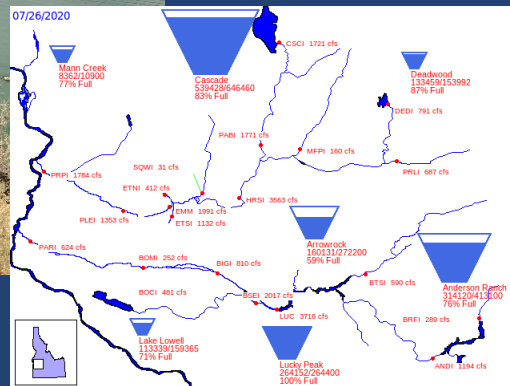 07/26/2020
CSCI 1721 cfs
Mann Creek
8362/10900
77% Full
Cascade
539428/646460
83% Full
Deadwood
133459/153992
87% Full
DEDI 791 cfs
PABI 1771 cfs
MFPI 160 cfs
SQWI 31 cfs
PRPI 1784 cfs
PRLI 687 cfs
ETNI 412 cfs
HRSI 3563 cfs
EMM 1991 cfs
PLEI 1353 cfs
ETSI 1132 cfs
PARI 624 cfs
Arrowrock
160131/272200
59% Full
BOMI 252 cfs
BIGI 810 cfs
BTSI 590 cfs
Anderson Ranch
314120/413100
76% Full
BOCI 481 cfs
BSEI 2017 cfs
LUC 3716 cfs
BRFI 289 cfs
Lake Lowell
113339/159365
71% Full
Lucky Peak
264152/264400
100% Full
ANDI 1194 cfs